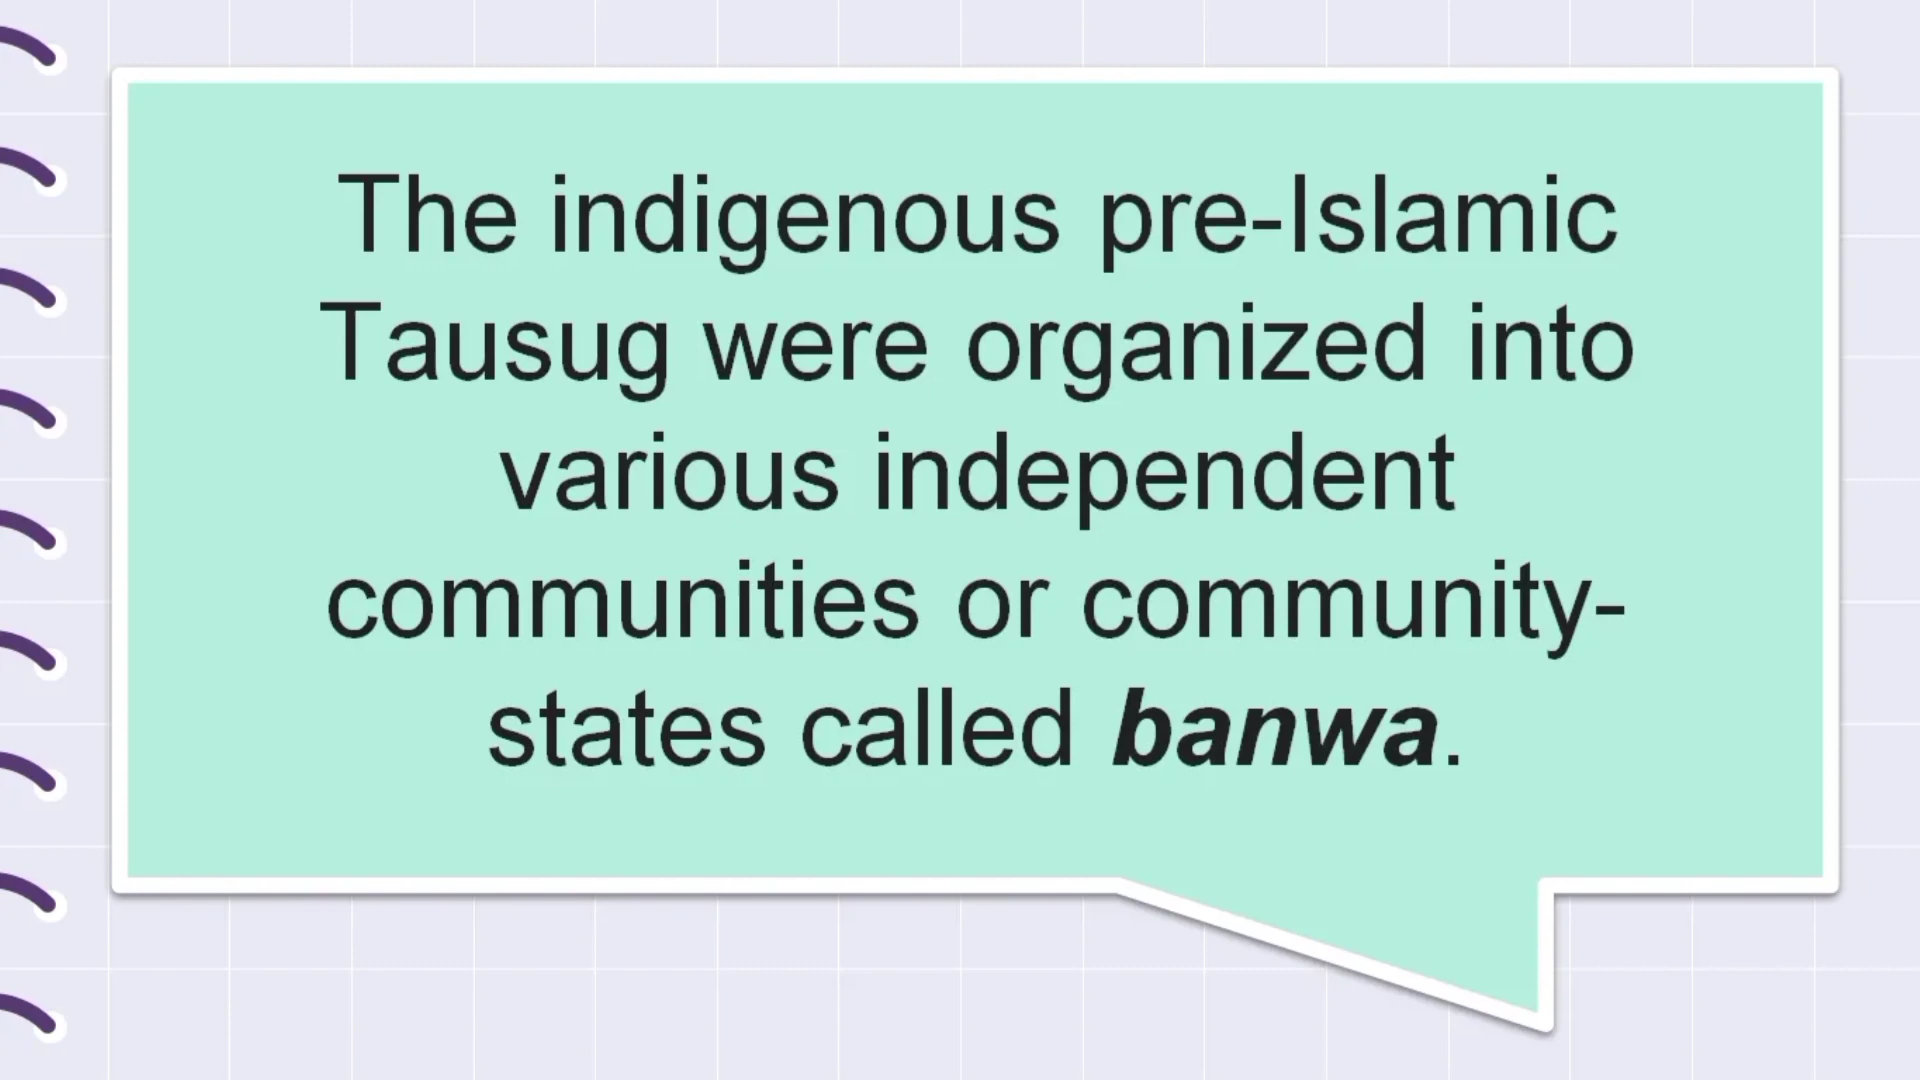 The indigenous pre-Islamic
Tausug were organized into
various independent
communities or community-
states called banwa.